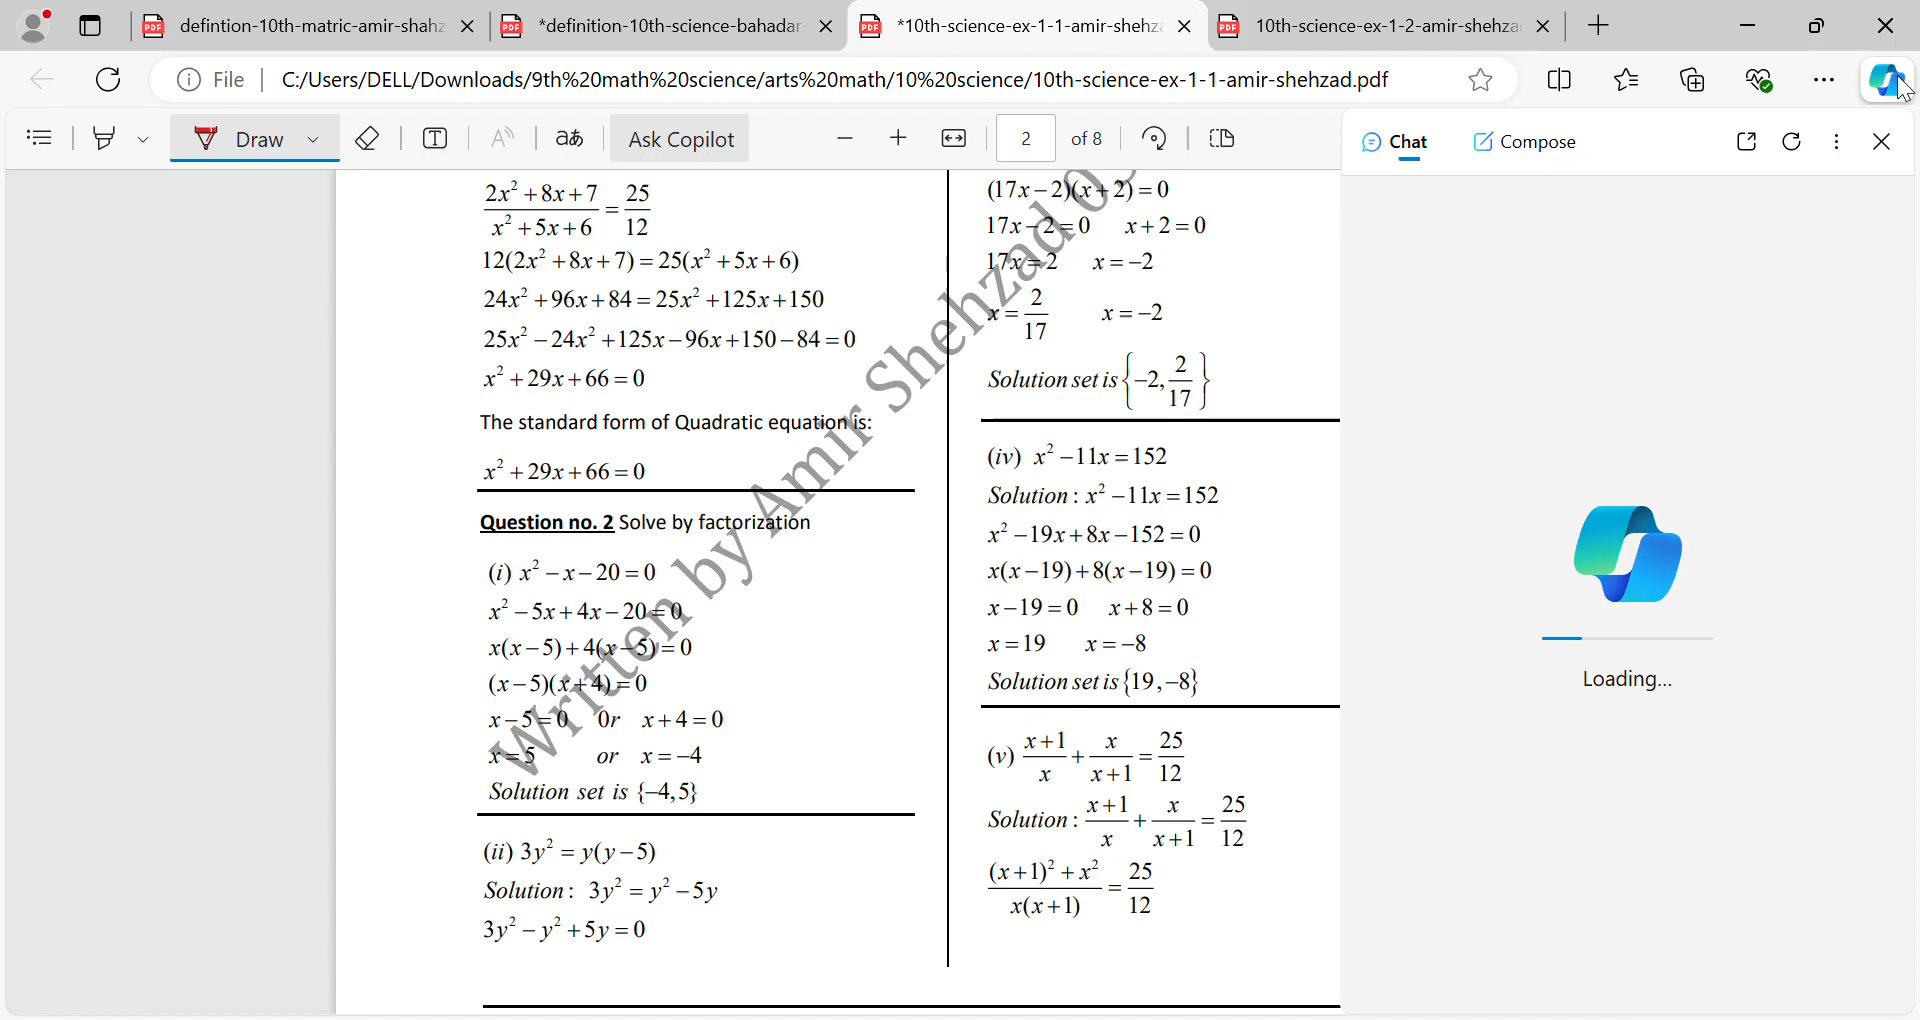 defintion-10th-matric-amir-shahz
*definition-10th-science-bahadar-
*10th-science-ex-1-1-amir-shehza
10th-science-ex-1-2-amir-shehza
File
C:/Users/DELL/Downloads/9th%20math%20science/arts%20math/10%20science/10th-science-ex-1-1-amir-shehzad.pdf
Draw
Ask Copilot
2 of 8
Chat
Compose
(2x² + 8x + 7)/(x² + 5x + 6) = 25/12
12(2x² + 8x + 7) = 25(x² + 5x + 6)
24x² + 96x + 84 = 25x² + 125x + 150
25x² − 24x² + 125x − 96x + 150 − 84 = 0
x² + 29x + 66 = 0
The standard form of Quadratic equation is:
x² + 29x + 66 = 0
Question no. 2 Solve by factorization
(i) x² − x − 20 = 0
x² − 5x + 4x − 20 = 0
x(x − 5) + 4(x − 5) = 0
(x − 5)(x + 4) = 0
x − 5 = 0 0r x + 4 = 0
x = 5 or x = −4
Solution set is {−4, 5}
(ii) 3y² = y(y − 5)
Solution : 3y² = y² − 5y
3y² − y² + 5y = 0
(17x − 2)(x + 2) = 0
17x − 2 = 0 x + 2 = 0
17x = 2 x = −2
x = 2/17 x = −2
Solution set is {−2, 2/17}
(iv) x² − 11x = 152
Solution : x² − 11x = 152
x² − 19x + 8x − 152 = 0
x(x − 19) + 8(x − 19) = 0
x − 19 = 0 x + 8 = 0
x = 19 x = −8
Solution set is {19, −8}
(v) (x+1)/x + x/(x+1) = 25/12
Solution : (x+1)/x + x/(x+1) = 25/12
((x+1)² + x²)/(x(x+1)) = 25/12
Written by Amir Shehzad
Loading...